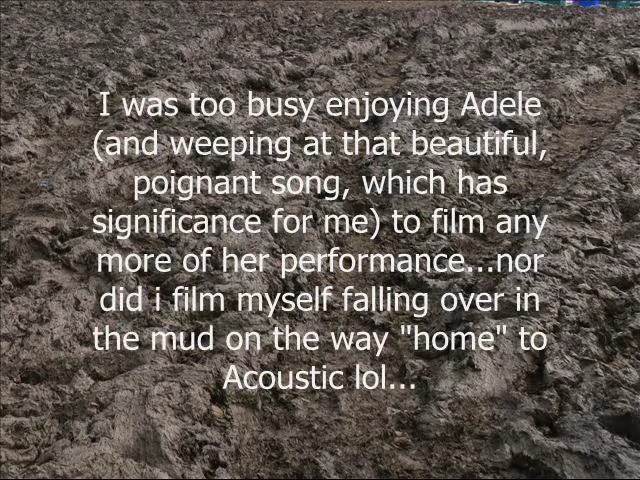 I was too busy enjoying Adele
(and weeping at that beautiful,
poignant song, which has
significance for me) to film any
more of her performance...nor
did i film myself falling over in
the mud on the way "home" to
Acoustic lol...